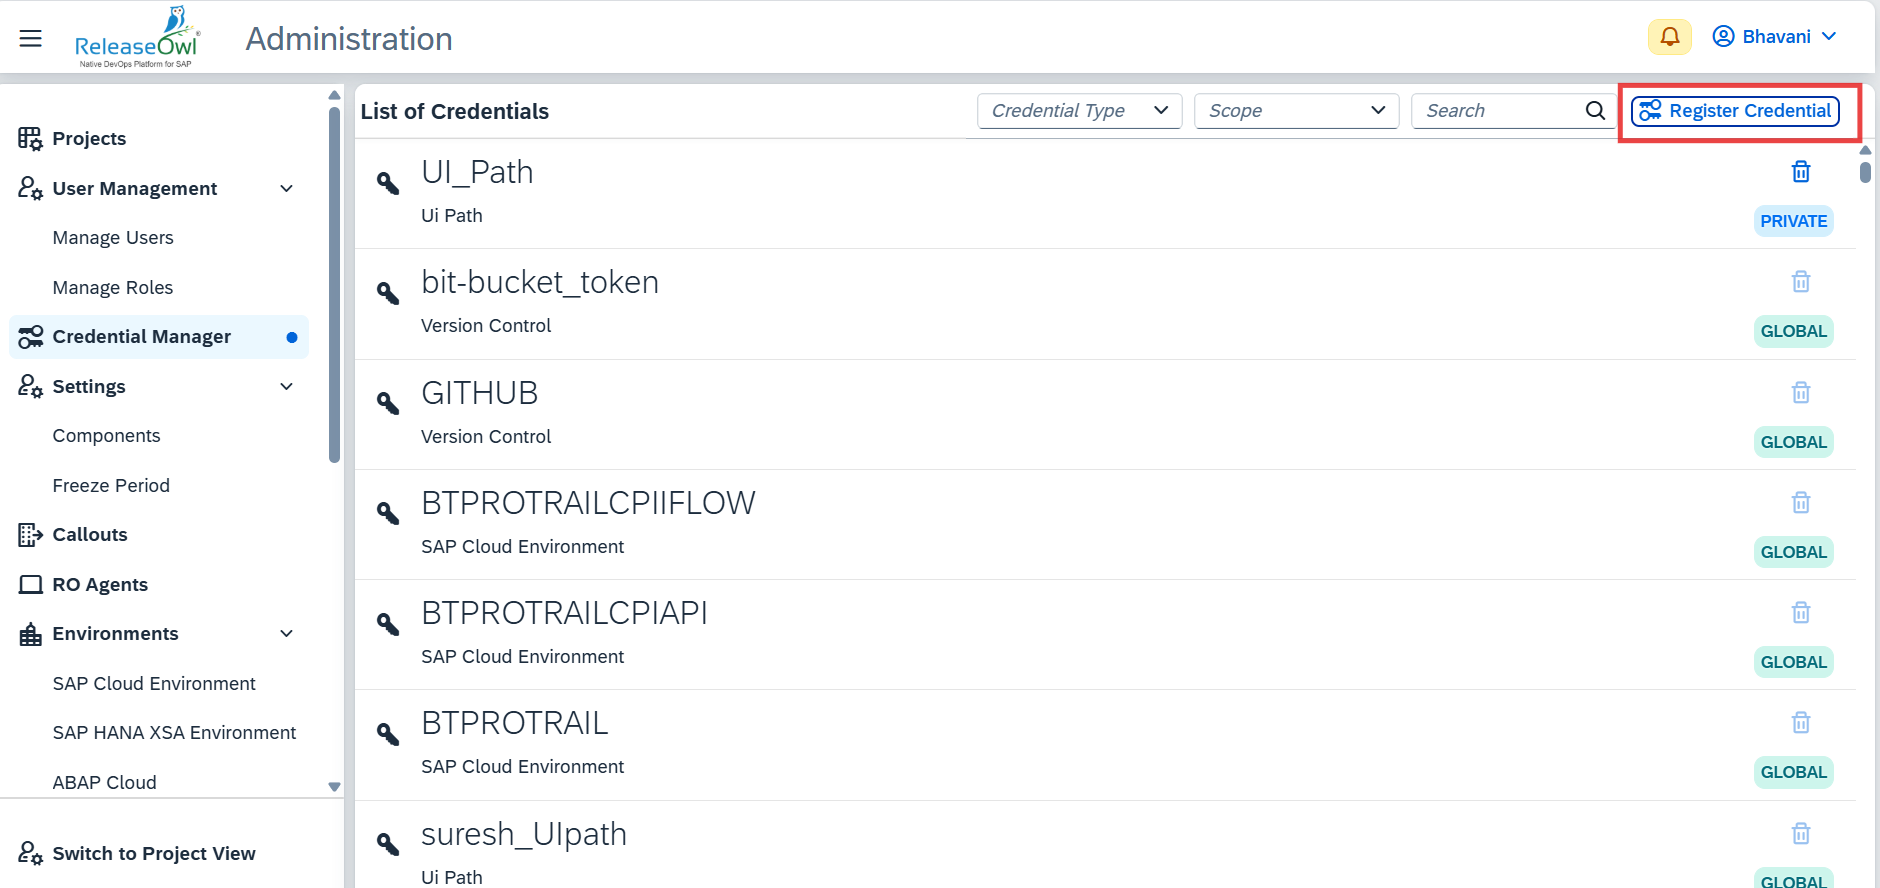 ReleaseOwl
Native DevOps Platform for SAP
Administration
Bhavani
Projects
User Management
Manage Users
Manage Roles
Credential Manager
Settings
Components
Freeze Period
Callouts
RO Agents
Environments
SAP Cloud Environment
SAP HANA XSA Environment
ABAP Cloud
Switch to Project View
List of Credentials
Credential Type
Scope
Search
Register Credential
UI_Path
Ui Path
PRIVATE
bit-bucket_token
Version Control
GLOBAL
GITHUB
Version Control
GLOBAL
BTPROTRAILCPIIFLOW
SAP Cloud Environment
GLOBAL
BTPROTRAILCPIAPI
SAP Cloud Environment
GLOBAL
BTPROTRAIL
SAP Cloud Environment
GLOBAL
suresh_UIpath
Ui Path
GLOBAL